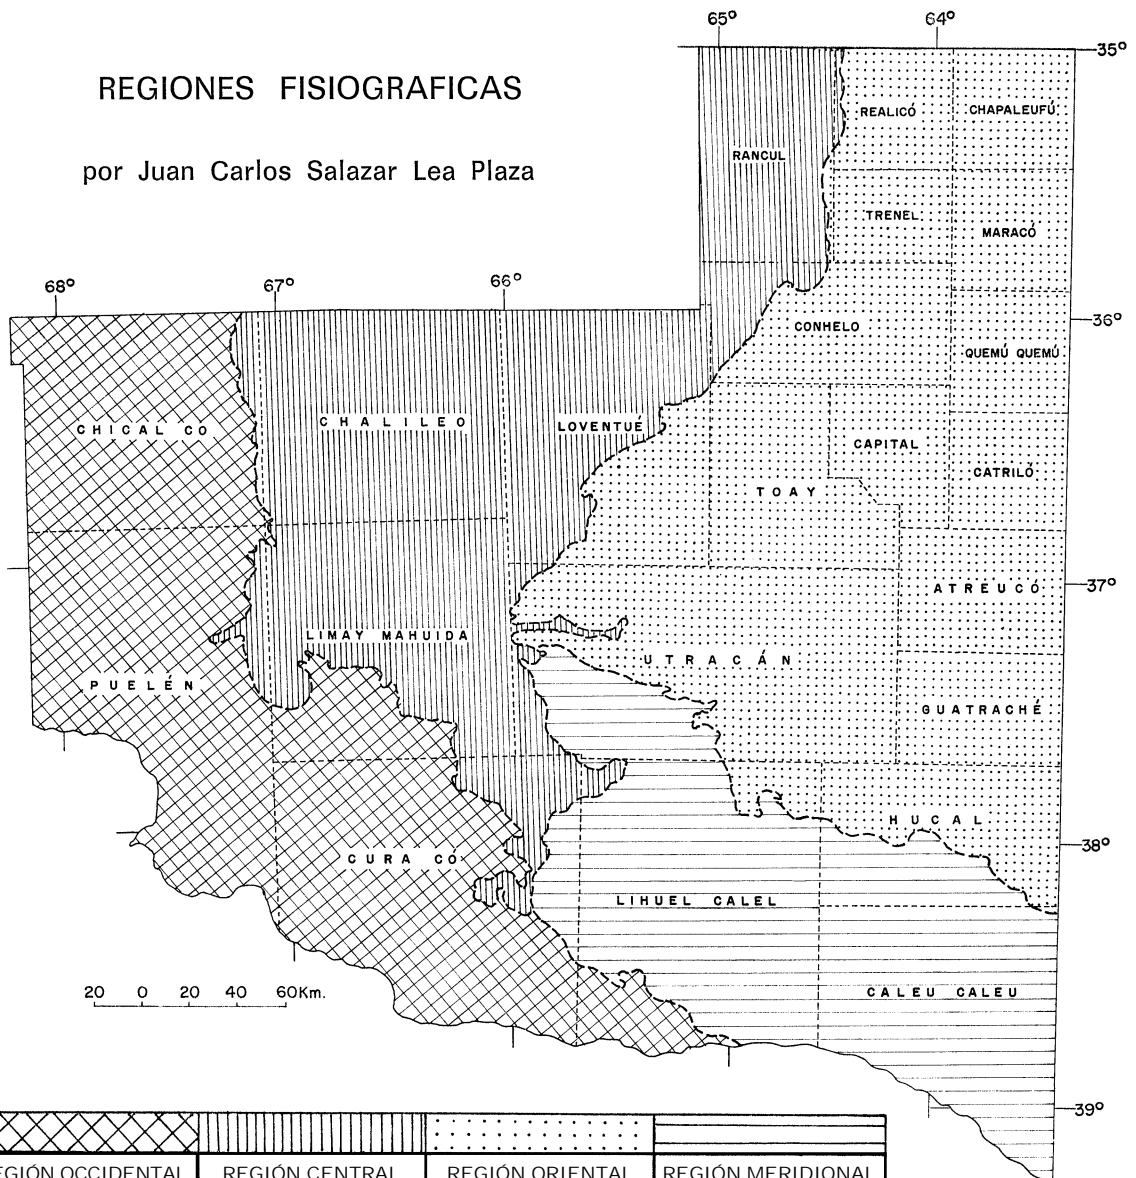 65° 64°
35°
REGIONES FISIOGRAFICAS
REALICÓ CHAPALEUFÚ
RANCUL
por Juan Carlos Salazar Lea Plaza
TRENEL
MARACÓ
68° 67° 66°
36°
CONHELO
QUEMÚ QUEMÚ
CHICAL CO CHALILEO LOVENTUÉ
CAPITAL
CATRILÓ
TOAY
ATREUCÓ
37°
LIMAY MAHUIDA
UTRACÁN
PUELÉN
GUATRACHÉ
HUCAL
38°
CURA CÓ
LIHUEL CALEL
CALEU CALEU
20 0 20 40 60Km.
39°
EGIÓN OCCIDENTAL REGIÓN CENTRAL REGIÓN ORIENTAL REGIÓN MERIDIONAL